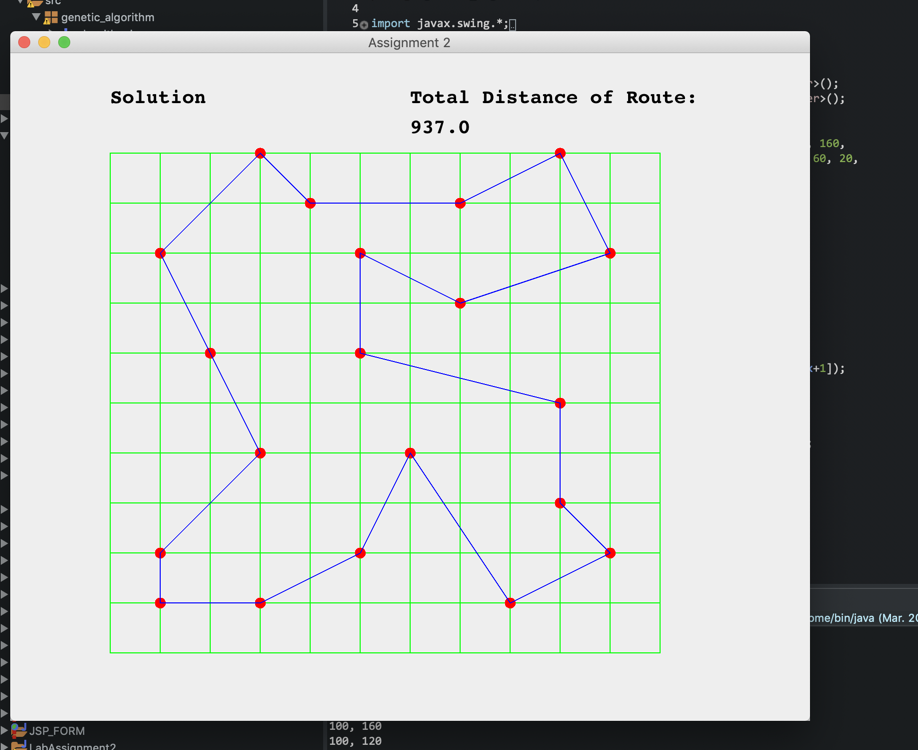 src
genetic_algorithm
4
5 import javax.swing.*;
Assignment 2
>();
er>();
160,
60, 20,
+1]);
Solution
Total Distance of Route:
937.0
ome/bin/java (Mar. 20
JSP_FORM
LabAssignment2
100, 160
100, 120